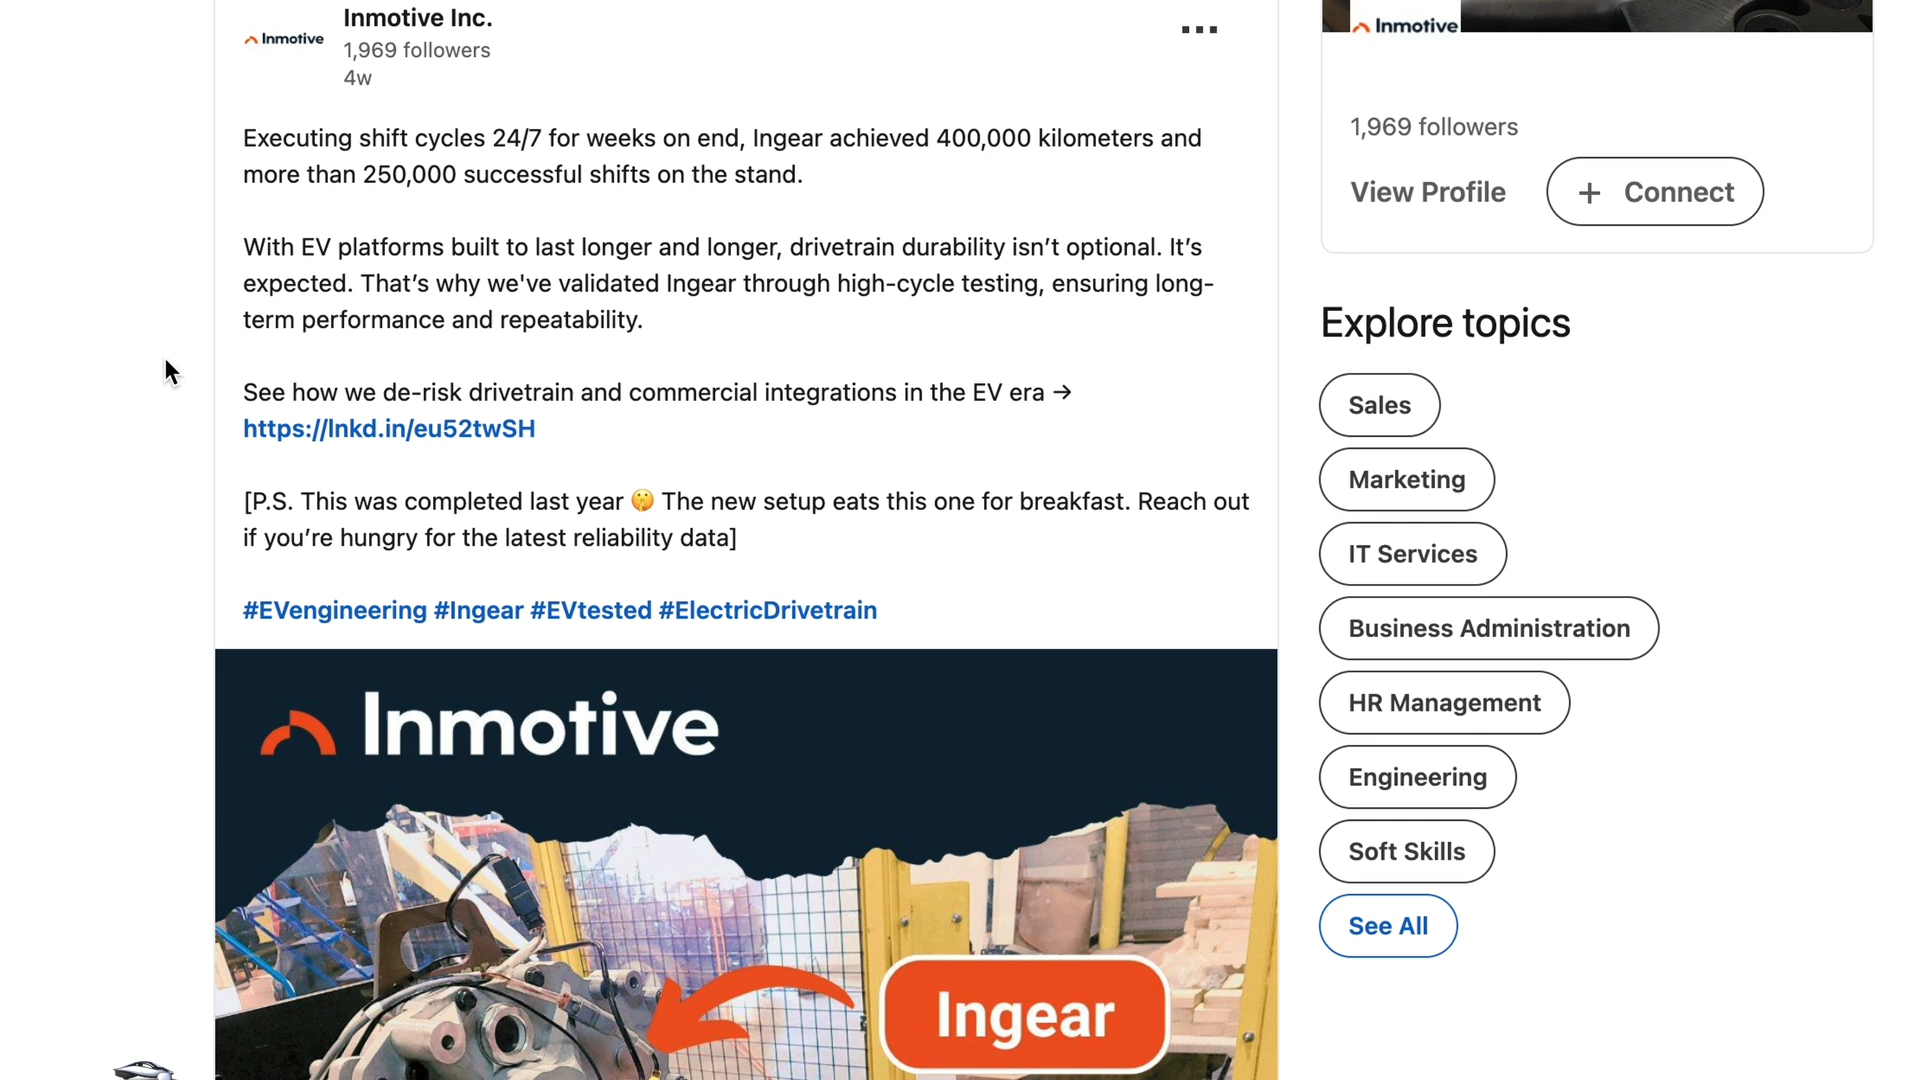 Inmotive Inc.
Inmotive
1,969 followers
4w
Executing shift cycles 24/7 for weeks on end, Ingear achieved 400,000 kilometers and
more than 250,000 successful shifts on the stand.
With EV platforms built to last longer and longer, drivetrain durability isn’t optional. It’s
expected. That’s why we've validated Ingear through high-cycle testing, ensuring long-
term performance and repeatability.
See how we de-risk drivetrain and commercial integrations in the EV era →
https://lnkd.in/eu52twSH
[P.S. This was completed last year 🤫 The new setup eats this one for breakfast. Reach out
if you’re hungry for the latest reliability data]
#EVengineering #Ingear #EVtested #ElectricDrivetrain
Inmotive
Ingear
Inmotive
1,969 followers
View Profile
+ Connect
Explore topics
Sales
Marketing
IT Services
Business Administration
HR Management
Engineering
Soft Skills
See All